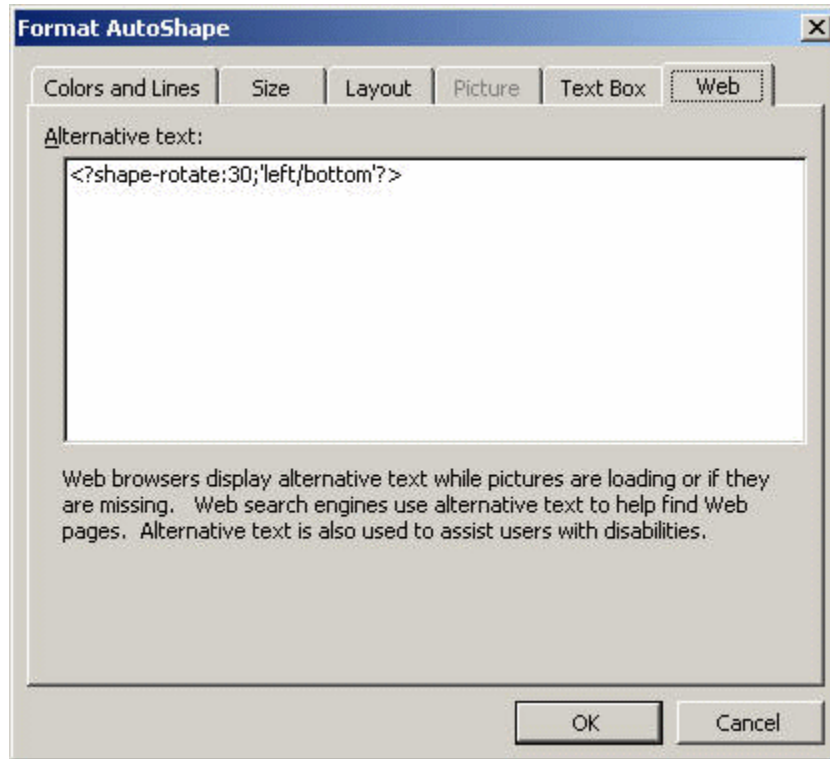 Format AutoShape
Colors and Lines Size Layout Picture Text Box Web
Alternative text:
<?shape-rotate:30;'left/bottom'?>
Web browsers display alternative text while pictures are loading or if they
are missing. Web search engines use alternative text to help find Web
pages. Alternative text is also used to assist users with disabilities.
OK Cancel